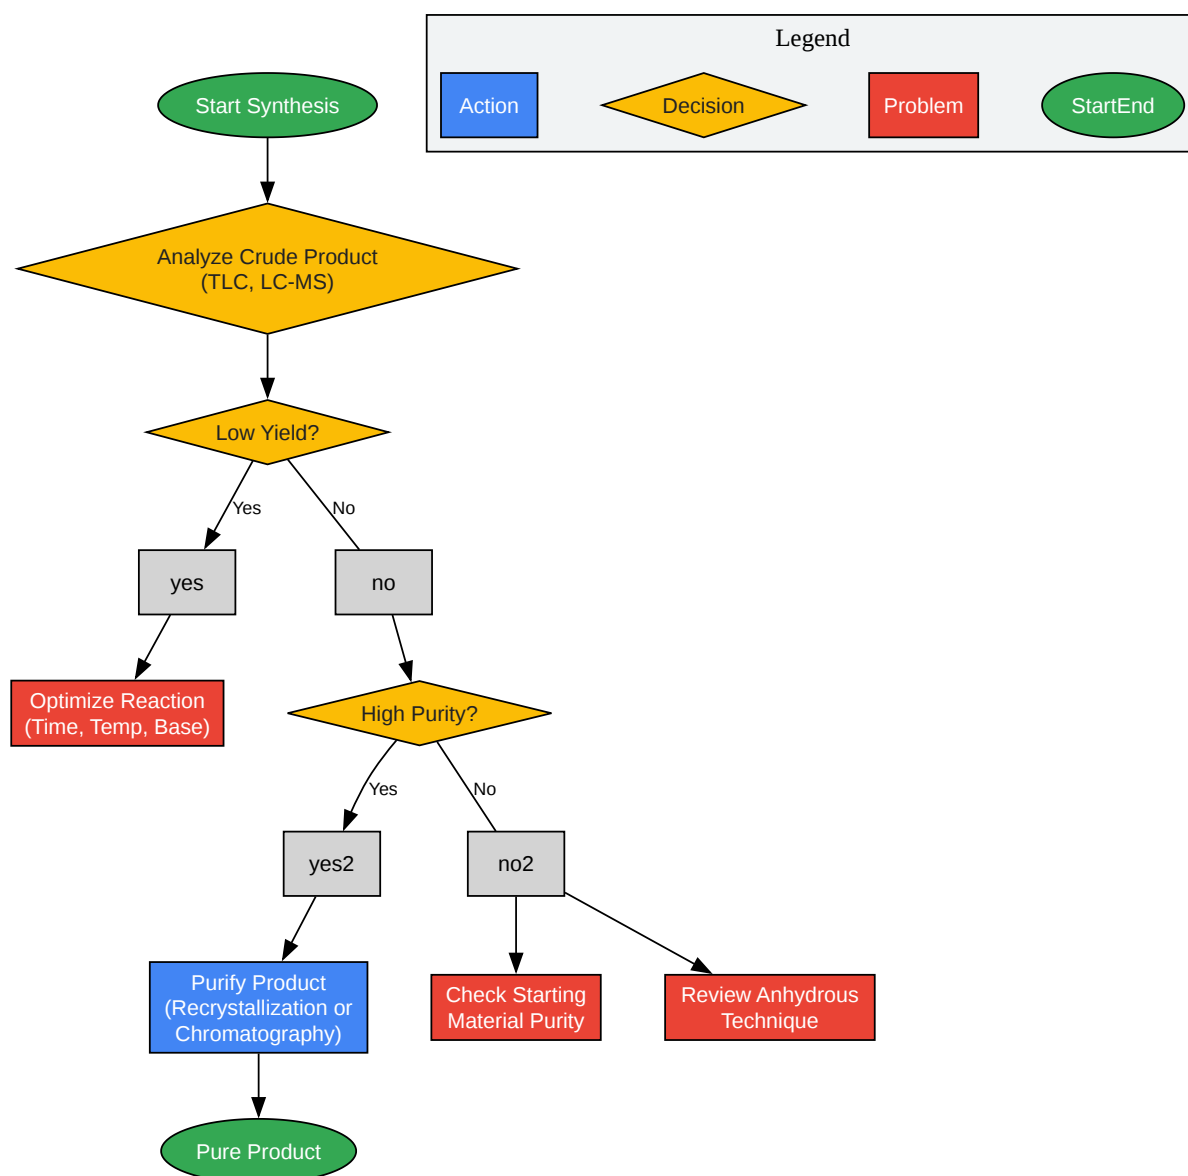 Legend
Action
Decision
Problem
StartEnd
Start Synthesis
Analyze Crude Product
(TLC, LC-MS)
Low Yield?
Yes
No
yes
no
Optimize Reaction
(Time, Temp, Base)
High Purity?
Yes
No
yes2
no2
Purify Product
(Recrystallization or
Chromatography)
Check Starting
Material Purity
Review Anhydrous
Technique
Pure Product